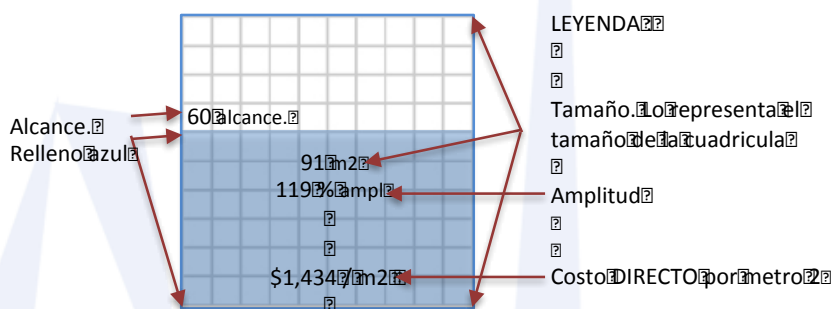 Alcance.
Relleno azul
60 alcance.
91 m2
119 % ampl
$1,434 / m2
LEYENDA
Tamaño. Lo representa el
tamaño de la cuadricula
Amplitud
Costo DIRECTO por metro 2